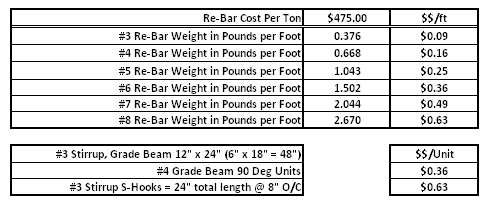 Re-Bar Cost Per Ton $475.00 $$/ft
#3 Re-Bar Weight in Pounds per Foot 0.376 $0.09
#4 Re-Bar Weight in Pounds per Foot 0.668 $0.16
#5 Re-Bar Weight in Pounds per Foot 1.043 $0.25
#6 Re-Bar Weight in Pounds per Foot 1.502 $0.36
#7 Re-Bar Weight in Pounds per Foot 2.044 $0.49
#8 Re-Bar Weight in Pounds per Foot 2.670 $0.63
#3 Stirrup, Grade Beam 12" x 24" (6" x 18" = 48") $$/Unit
#4 Grade Beam 90 Deg Units $0.36
#3 Stirrup S-Hooks = 24" total length @ 8" O/C $0.63